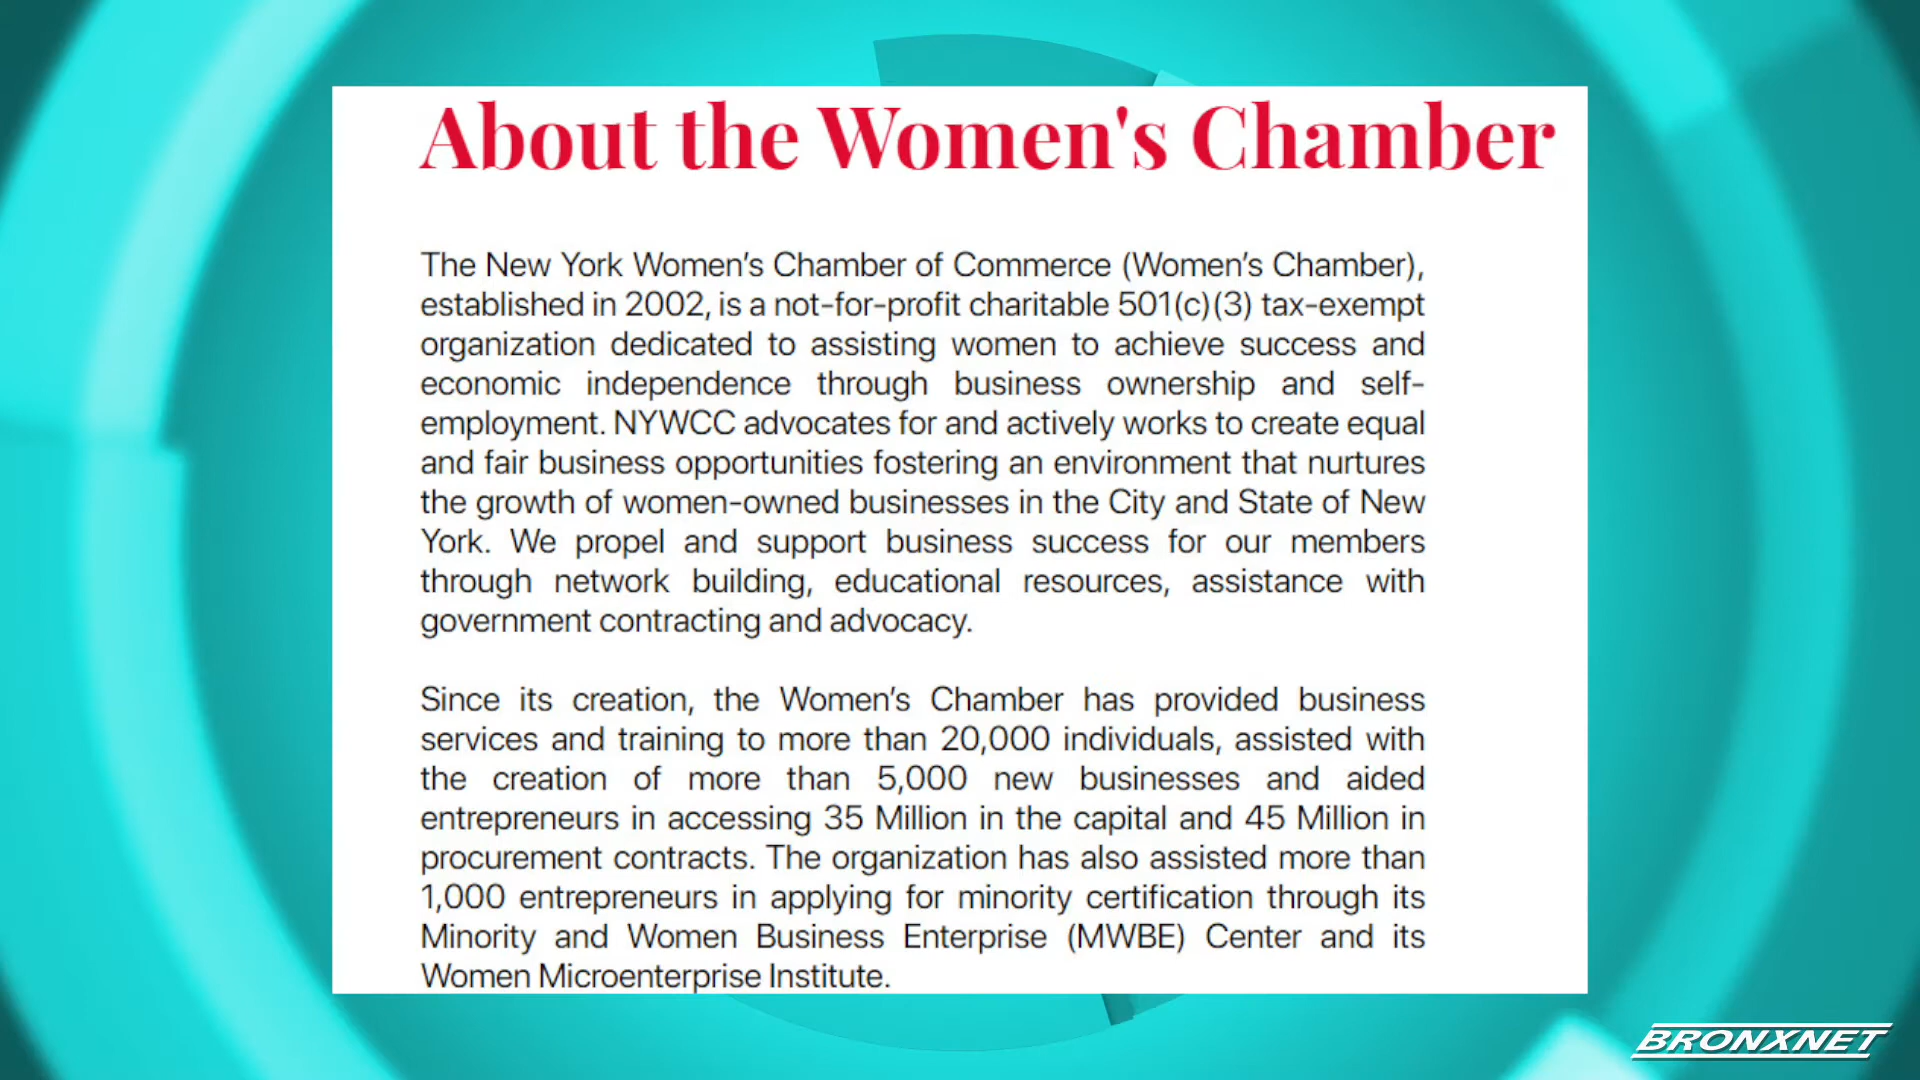 About the Women's Chamber
The New York Women’s Chamber of Commerce (Women’s Chamber),
established in 2002, is a not-for-profit charitable 501(c)(3) tax-exempt
organization dedicated to assisting women to achieve success and
economic independence through business ownership and self-
employment. NYWCC advocates for and actively works to create equal
and fair business opportunities fostering an environment that nurtures
the growth of women-owned businesses in the City and State of New
York. We propel and support business success for our members
through network building, educational resources, assistance with
government contracting and advocacy.
Since its creation, the Women’s Chamber has provided business
services and training to more than 20,000 individuals, assisted with
the creation of more than 5,000 new businesses and aided
entrepreneurs in accessing 35 Million in the capital and 45 Million in
procurement contracts. The organization has also assisted more than
1,000 entrepreneurs in applying for minority certification through its
Minority and Women Business Enterprise (MWBE) Center and its
Women Microenterprise Institute.
BRONXNET